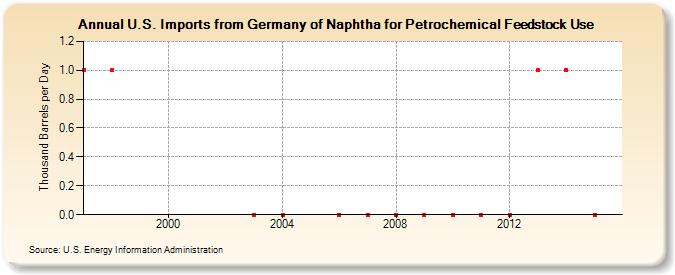 Annual U.S. Imports from Germany of Naphtha for Petrochemical Feedstock Use
Thousand Barrels per Day
1.2
1.0
0.8
0.6
0.4
0.2
0.0
2000 2004 2008 2012
Source: U.S. Energy Information Administration